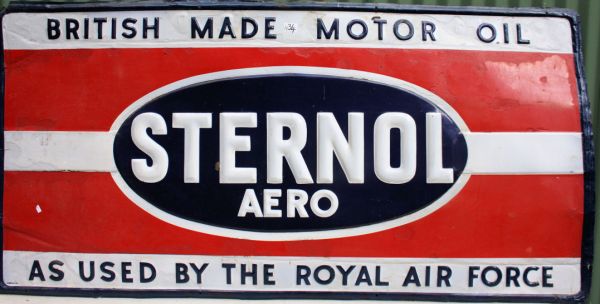 BRITISH MADE MOTOR OIL
STERNOL
AERO
AS USED BY THE ROYAL AIR FORCE